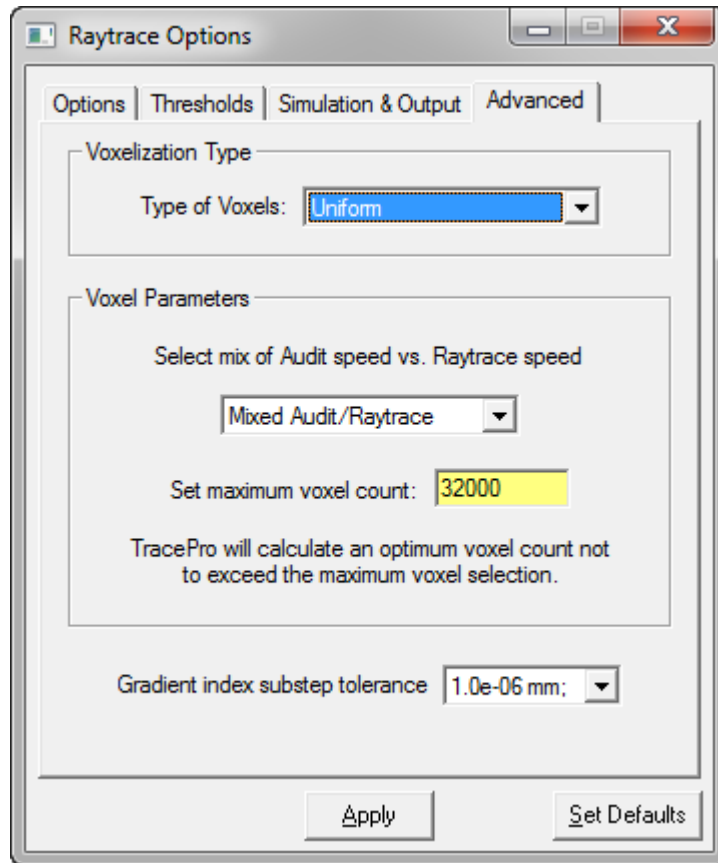 Raytrace Options
Options Thresholds Simulation & Output Advanced
Voxelization Type
Type of Voxels: Uniform
Voxel Parameters
Select mix of Audit speed vs. Raytrace speed
Mixed Audit/Raytrace
Set maximum voxel count: 32000
TracePro will calculate an optimum voxel count not
to exceed the maximum voxel selection.
Gradient index substep tolerance 1.0e-06 mm;
Apply Set Defaults